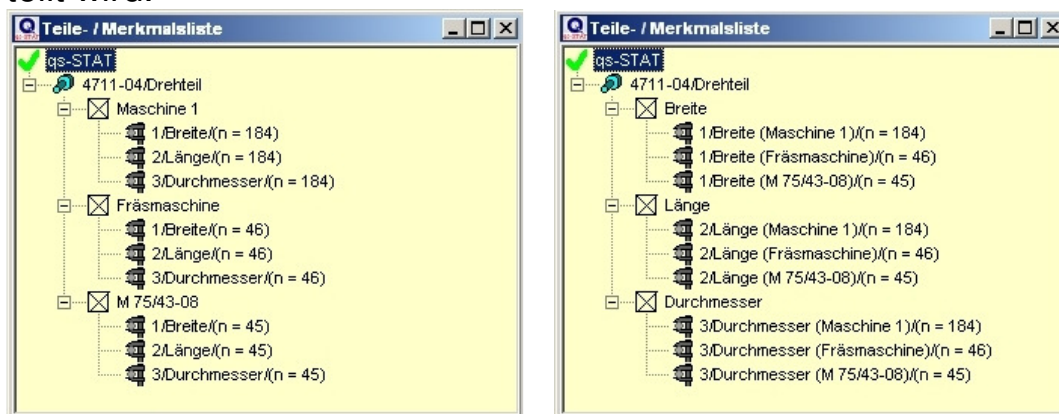 Teile- / Merkmalsliste
qs-STAT
4711-04/Drehteil
Maschine 1
1/Breite/(n = 184)
2/Länge/(n = 184)
3/Durchmesser/(n = 184)
Fräsmaschine
1/Breite/(n = 46)
2/Länge/(n = 46)
3/Durchmesser/(n = 46)
M 75/43-08
1/Breite/(n = 45)
2/Länge/(n = 45)
3/Durchmesser/(n = 45)
Teile- / Merkmalsliste
qs-STAT
4711-04/Drehteil
Breite
1/Breite (Maschine 1)/(n = 184)
1/Breite (Fräsmaschine)/(n = 46)
1/Breite (M 75/43-08)/(n = 45)
Länge
2/Länge (Maschine 1)/(n = 184)
2/Länge (Fräsmaschine)/(n = 46)
2/Länge (M 75/43-08)/(n = 45)
Durchmesser
3/Durchmesser (Maschine 1)/(n = 184)
3/Durchmesser (Fräsmaschine)/(n = 46)
3/Durchmesser (M 75/43-08)/(n = 45)